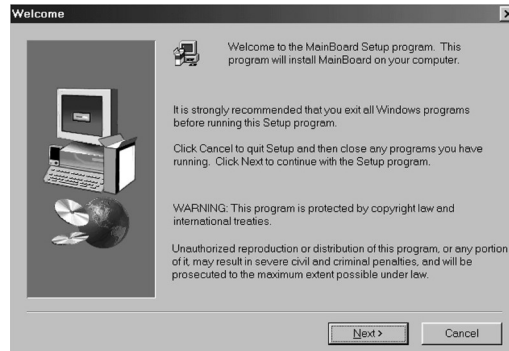 Welcome
Welcome to the MainBoard Setup program. This
program will install MainBoard on your computer.
It is strongly recommended that you exit all Windows programs
before running this Setup program.
Click Cancel to quit Setup and then close any programs you have
running. Click Next to continue with the Setup program.
WARNING: This program is protected by copyright law and
international treaties.
Unauthorized reproduction or distribution of this program, or any portion
of it, may result in severe civil and criminal penalties, and will be
prosecuted to the maximum extent possible under law.
Next >
Cancel